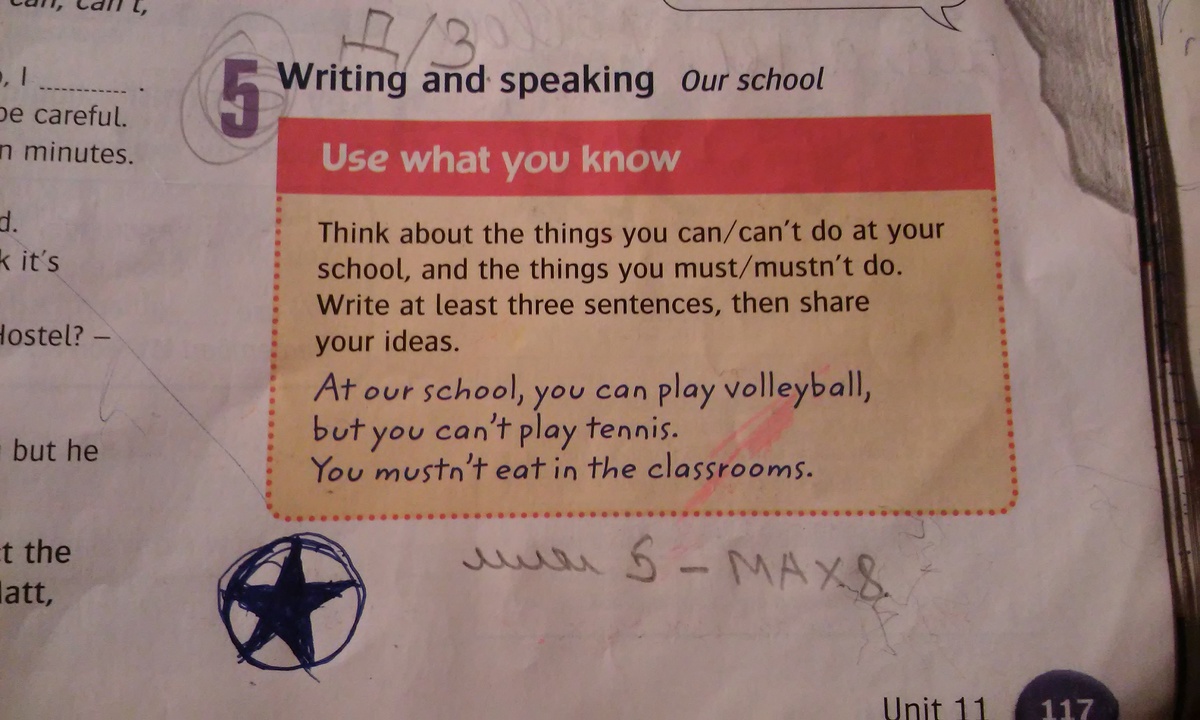 can, can't,
, I ............ .
be careful.
n minutes.
d.
k it's
Hostel? –
but he
t the
latt,
Д/З
5 Writing and speaking Our school
Use what you know
Think about the things you can/can't do at your
school, and the things you must/mustn't do.
Write at least three sentences, then share
your ideas.
At our school, you can play volleyball,
but you can't play tennis.
You mustn't eat in the classrooms.
мин 5 – MAX 8
Unit 11 117